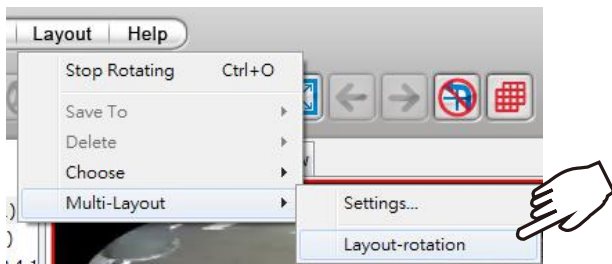 Layout Help
Stop Rotating Ctrl+O
Save To
Delete
Choose
Multi-Layout
Settings...
Layout-rotation